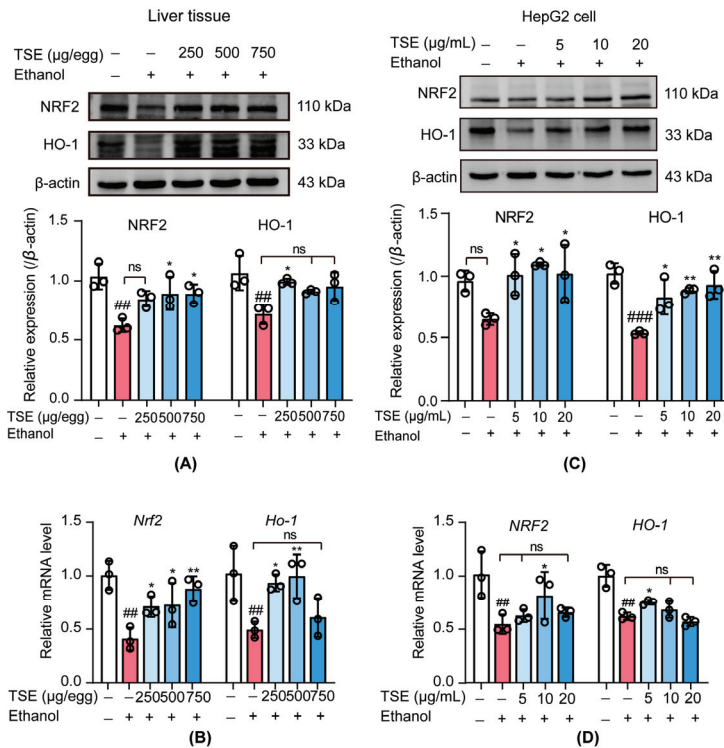 Liver tissue
TSE (µg/egg) – – 250 500 750
Ethanol – + + + +
NRF2 110 kDa
HO-1 33 kDa
β-actin 43 kDa
NRF2 HO-1
Relative expression (/β-actin)
1.5
1.0
0.5
0.0
ns * * ## ns * ##
TSE (µg/egg) – – 250500750 – – 250500750
Ethanol – + + + + – + + + +
(A)
HepG2 cell
TSE (µg/mL) – – 5 10 20
Ethanol – + + + +
NRF2 110 kDa
HO-1 33 kDa
β-actin 43 kDa
NRF2 HO-1
Relative expression (/β-actin)
1.5
1.0
0.5
0.0
ns * * * ### * ** **
TSE (µg/mL) – – 5 10 20 – – 5 10 20
Ethanol – + + + + – + + + +
(C)
Nrf2 Ho-1
Relative mRNA level
1.5
1.0
0.5
0.0
## * * ** ns ## * **
TSE (µg/egg) – – 250500750 – – 250500750
Ethanol – + + + + – + + + +
(B)
NRF2 HO-1
Relative mRNA level
1.5
1.0
0.5
0.0
ns ## * ns ## *
TSE (µg/mL) – – 5 10 20 – – 5 10 20
Ethanol – + + + + – + + + +
(D)